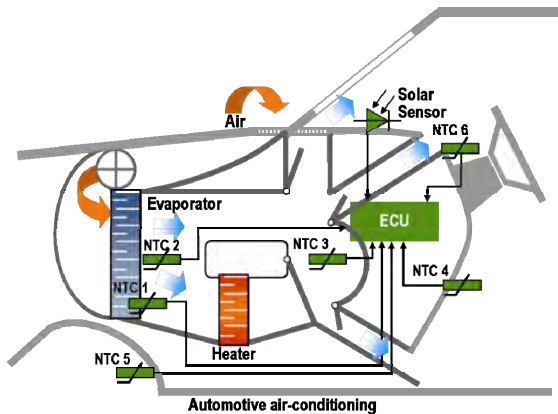 Solar
Sensor
Air
NTC 6
Evaporator
ECU
NTC 2
NTC 3
NTC 4
NTC 1
Heater
NTC 5
Automotive air-conditioning